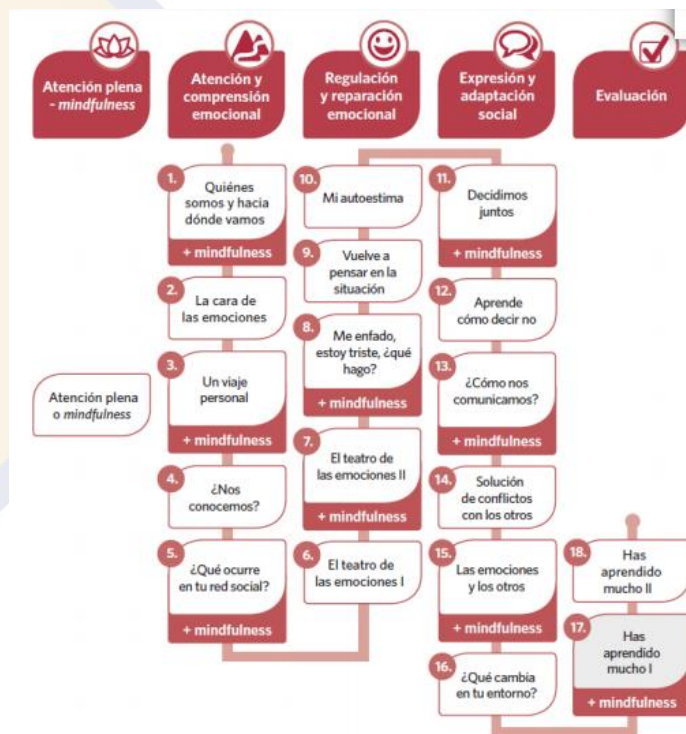 Atención plena
- mindfulness
Atención y
comprensión
emocional
Regulación
y reparación
emocional
Expresión y
adaptación
social
Evaluación
Atención plena
o mindfulness
1.
Quiénes
somos y hacia
dónde vamos
+ mindfulness
2.
La cara de
las emociones
3.
Un viaje
personal
+ mindfulness
4.
¿Nos
conocemos?
5.
¿Qué ocurre
en tu red social?
+ mindfulness
10.
Mi autoestima
9.
Vuelve a
pensar en la
situación
8.
Me enfado,
estoy triste, ¿qué
hago?
+ mindfulness
7.
El teatro de
las emociones II
+ mindfulness
6.
El teatro de
las emociones I
11.
Decidimos
juntos
+ mindfulness
12.
Aprende
cómo decir no
13.
¿Cómo nos
comunicamos?
+ mindfulness
14.
Solución
de conflictos
con los otros
15.
Las emociones
y los otros
+ mindfulness
16.
¿Qué cambia
en tu entorno?
18.
Has
aprendido
mucho II
17.
Has
aprendido
mucho I
+ mindfulness